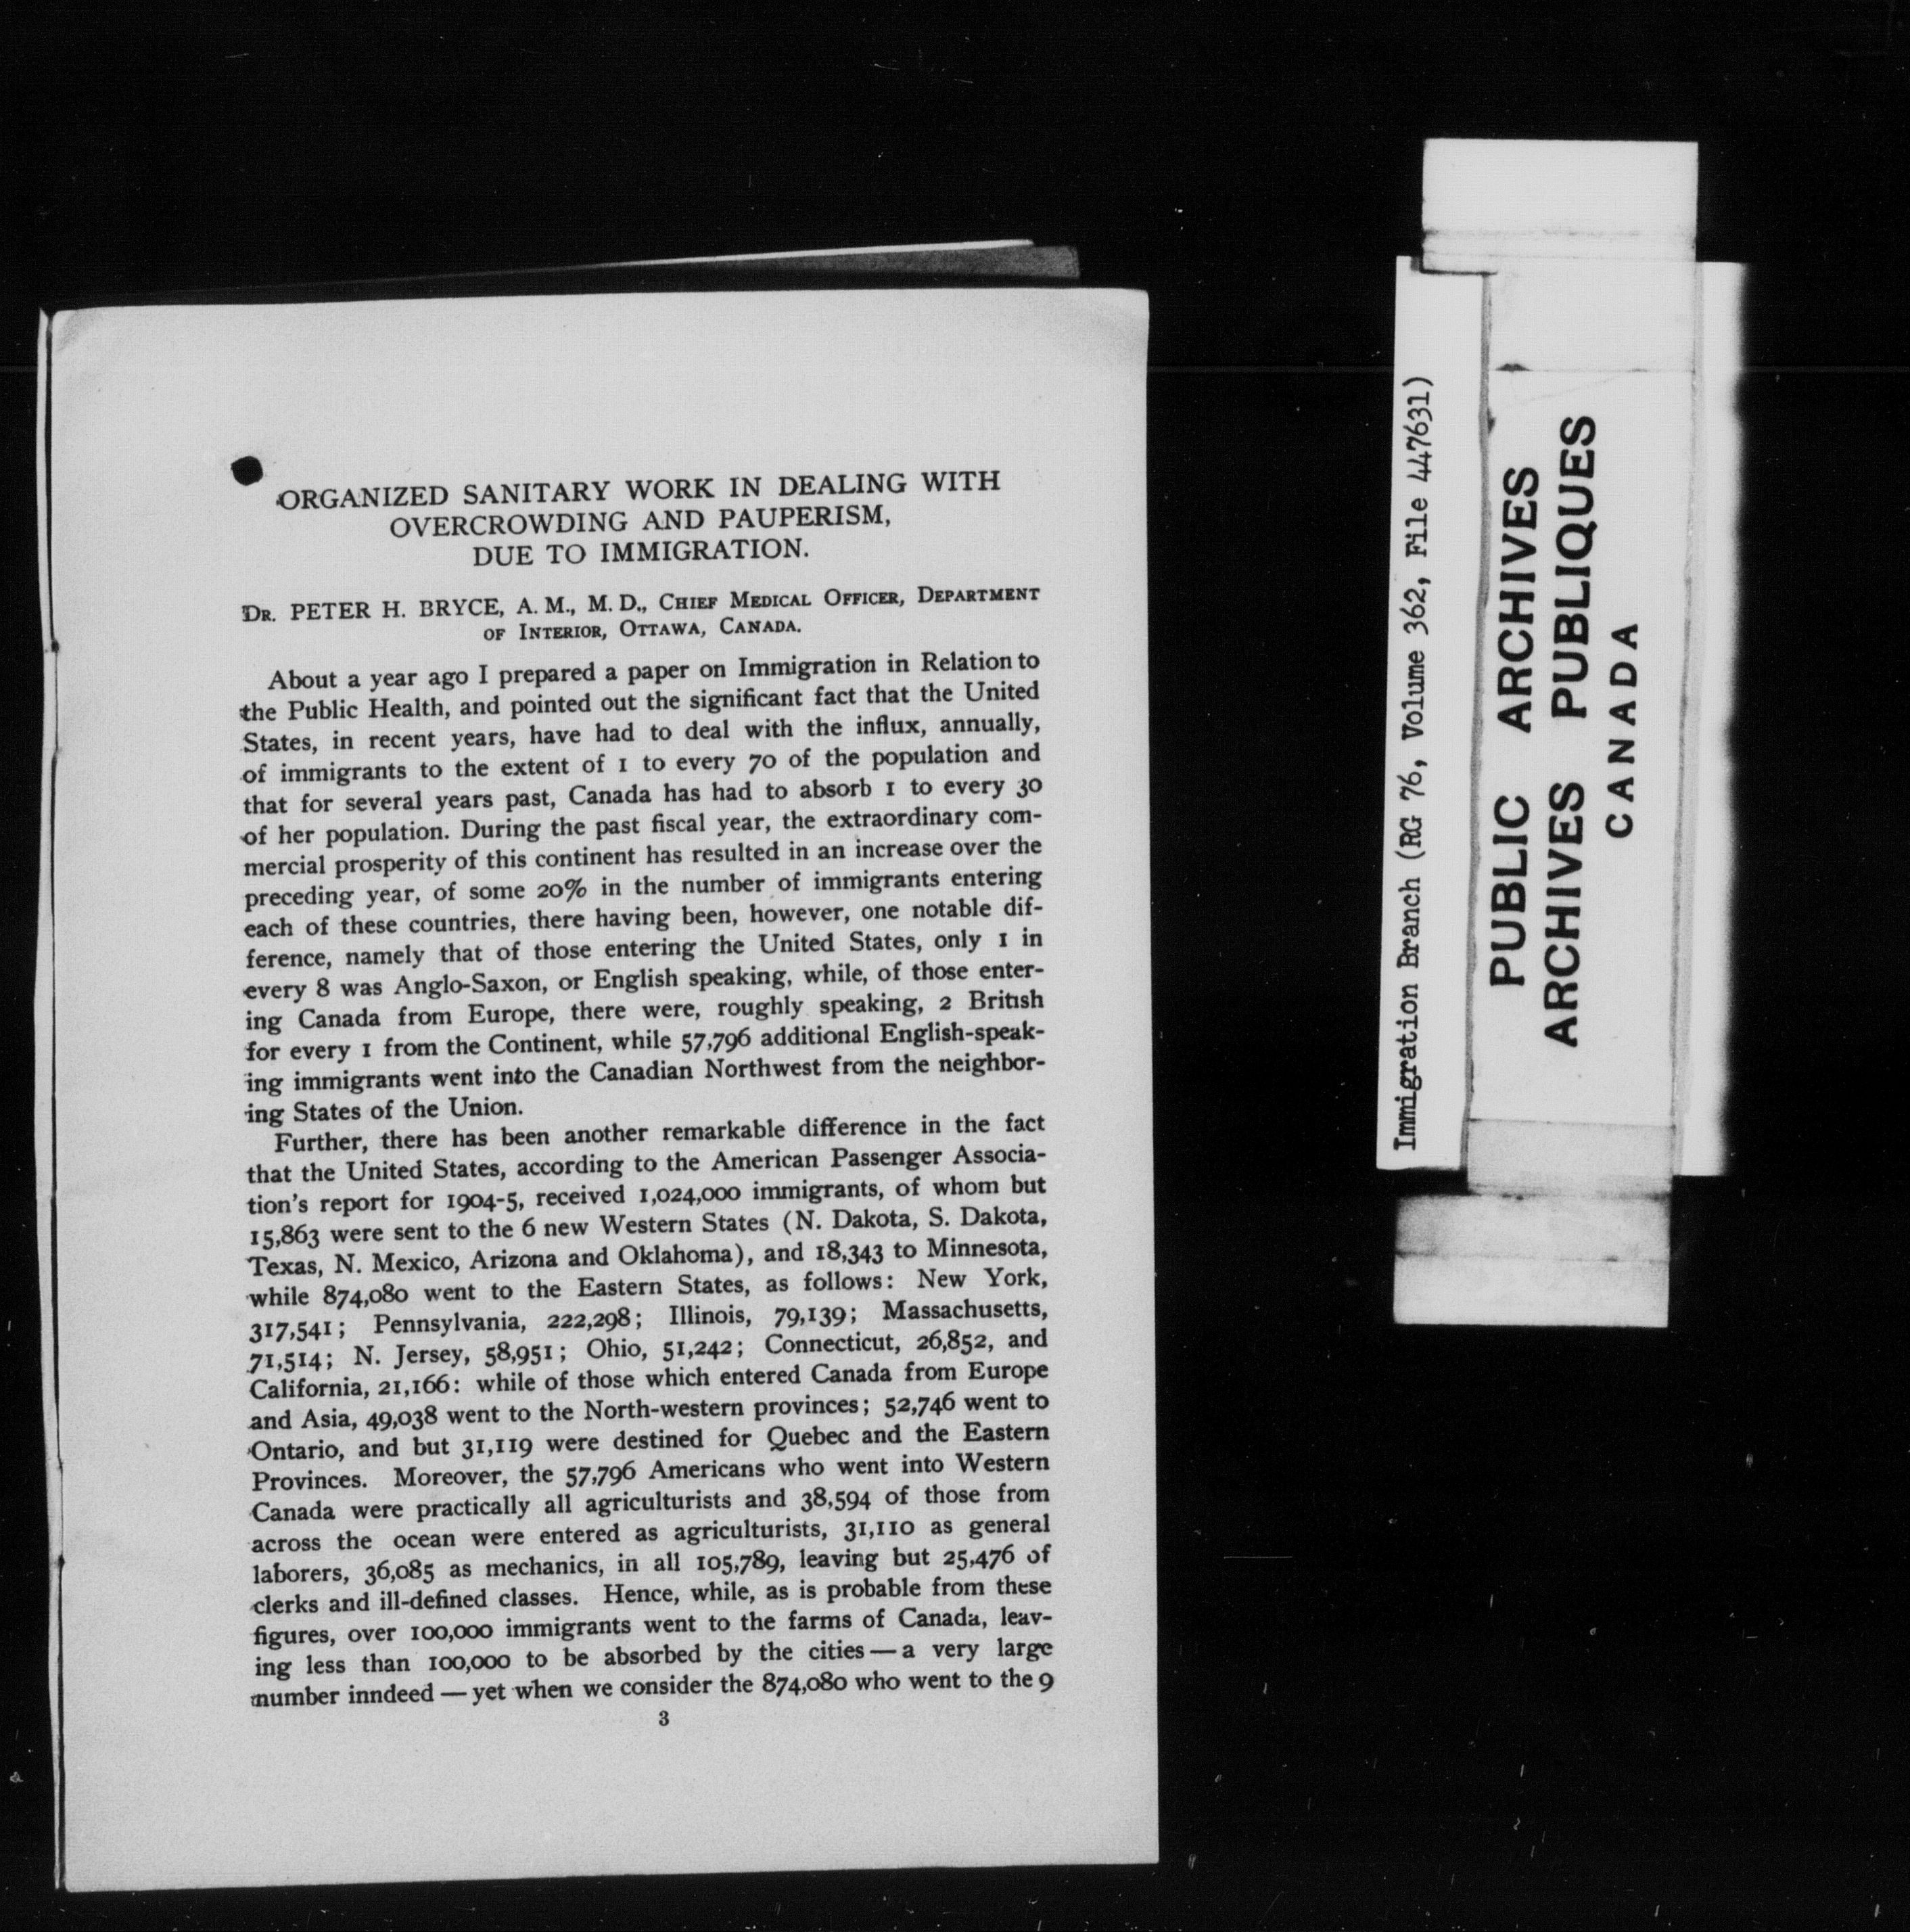 ORGANIZED SANITARY WORK IN DEALING WITH
OVERCROWDING AND PAUPERISM,
DUE TO IMMIGRATION.
DR. PETER H. BRYCE, A. M., M. D., CHIEF MEDICAL OFFICER, DEPARTMENT
OF INTERIOR, OTTAWA, CANADA.
About a year ago I prepared a paper on Immigration in Relation to
the Public Health, and pointed out the significant fact that the United
States, in recent years, have had to deal with the influx, annually,
of immigrants to the extent of 1 to every 70 of the population and
that for several years past, Canada has had to absorb 1 to every 30
of her population. During the past fiscal year, the extraordinary com-
mercial prosperity of this continent has resulted in an increase over the
preceding year, of some 20% in the number of immigrants entering
each of these countries, there having been, however, one notable dif-
ference, namely that of those entering the United States, only 1 in
every 8 was Anglo-Saxon, or English speaking, while, of those enter-
ing Canada from Europe, there were, roughly speaking, 2 British
for every 1 from the Continent, while 57,796 additional English-speak-
ing immigrants went into the Canadian Northwest from the neighbor-
ing States of the Union.
Further, there has been another remarkable difference in the fact
that the United States, according to the American Passenger Associa-
tion's report for 1904-5, received 1,024,000 immigrants, of whom but
15,863 were sent to the 6 new Western States (N. Dakota, S. Dakota,
Texas, N. Mexico, Arizona and Oklahoma), and 18,343 to Minnesota,
while 874,080 went to the Eastern States, as follows: New York,
317,541; Pennsylvania, 222,298; Illinois, 79,139; Massachusetts,
71,514; N. Jersey, 58,951; Ohio, 51,242; Connecticut, 26,852, and
California, 21,166: while of those which entered Canada from Europe
and Asia, 49,038 went to the North-western provinces; 52,746 went to
Ontario, and but 31,119 were destined for Quebec and the Eastern
Provinces. Moreover, the 57,796 Americans who went into Western
Canada were practically all agriculturists and 38,594 of those from
across the ocean were entered as agriculturists, 31,110 as general
laborers, 36,085 as mechanics, in all 105,789, leaving but 25,476 of
clerks and ill-defined classes. Hence, while, as is probable from these
figures, over 100,000 immigrants went to the farms of Canada, leav-
ing less than 100,000 to be absorbed by the cities — a very large
number inndeed — yet when we consider the 874,080 who went to the 9
3
Immigration Branch (RG 76, Volume 362, File 447631)
PUBLIC ARCHIVES
ARCHIVES PUBLIQUES
CANADA